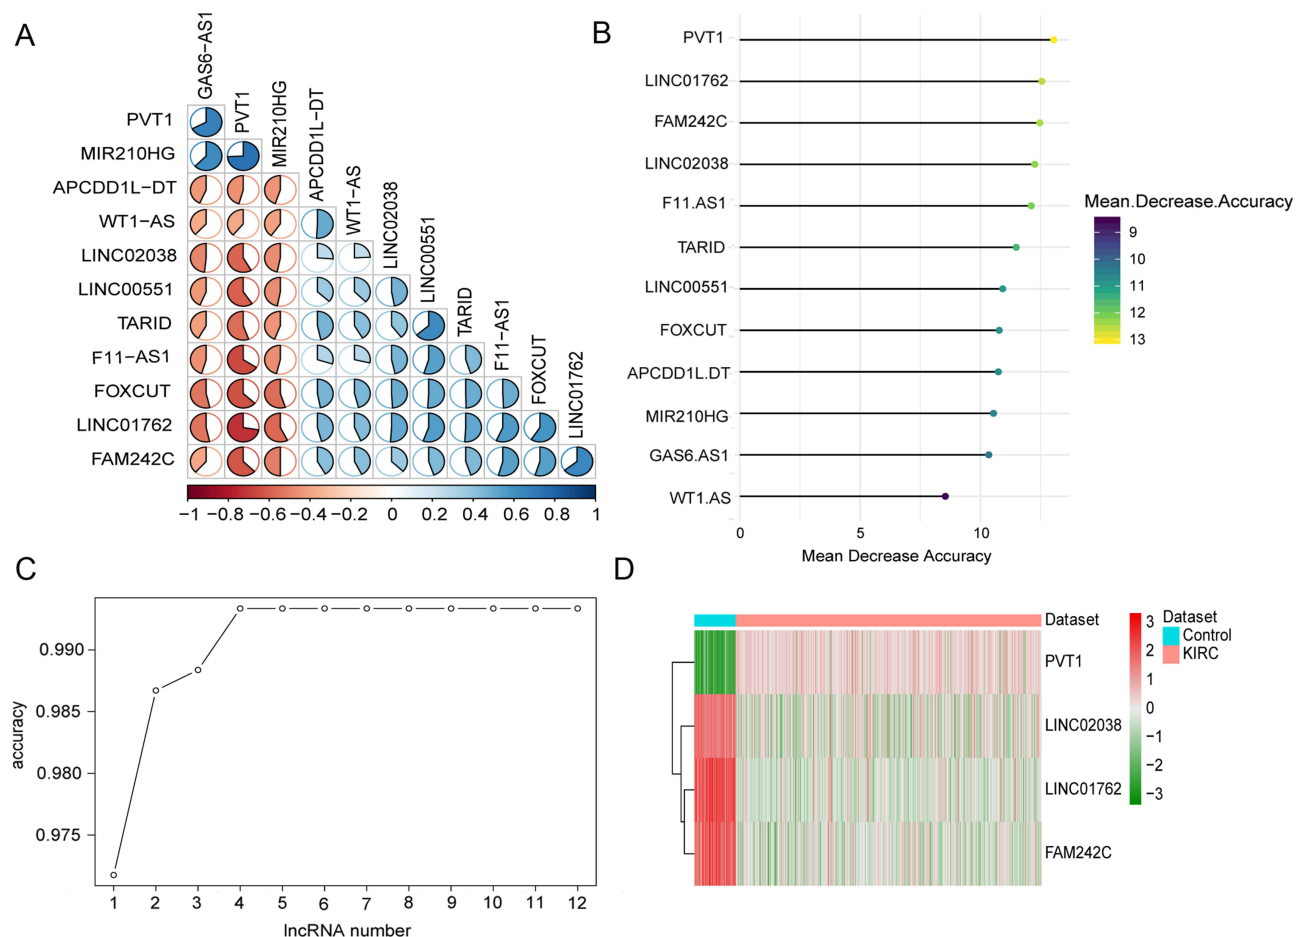 A
GAS6−AS1
PVT1
MIR210HG
APCDD1L−DT
WT1−AS
LINC02038
LINC00551
TARID
F11−AS1
FOXCUT
LINC01762
PVT1
MIR210HG
APCDD1L−DT
WT1−AS
LINC02038
LINC00551
TARID
F11−AS1
FOXCUT
LINC01762
FAM242C
−1 −0.8 −0.6 −0.4 −0.2 0 0.2 0.4 0.6 0.8 1
B
PVT1
LINC01762
FAM242C
LINC02038
F11.AS1
TARID
LINC00551
FOXCUT
APCDD1L.DT
MIR210HG
GAS6.AS1
WT1.AS
0 5 10
Mean Decrease Accuracy
Mean.Decrease.Accuracy
9
10
11
12
13
C
accuracy
0.990
0.985
0.980
0.975
1 2 3 4 5 6 7 8 9 10 11 12
lncRNA number
D
Dataset
PVT1
LINC02038
LINC01762
FAM242C
3
2
1
0
−1
−2
−3
Dataset
Control
KIRC